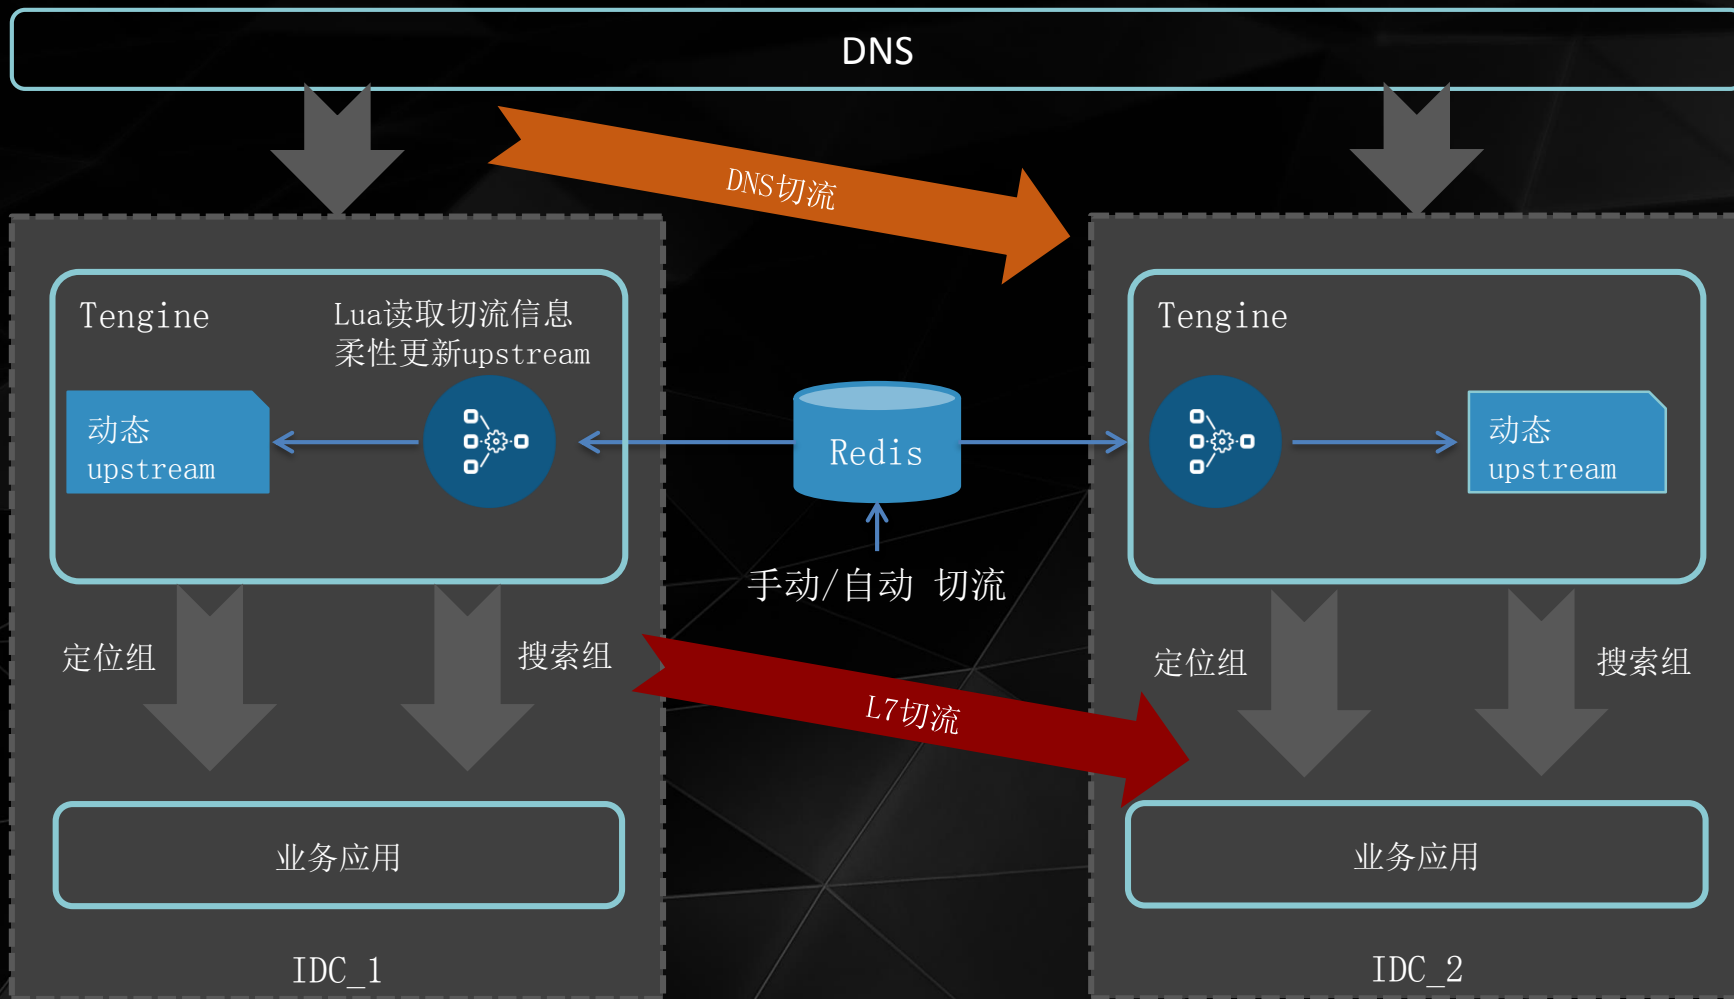 DNS
DNS切流
Tengine
Lua读取切流信息
柔性更新upstream
动态
upstream
Redis
手动/自动 切流
Tengine
动态
upstream
定位组
搜索组
L7切流
定位组
搜索组
业务应用
业务应用
IDC_1
IDC_2